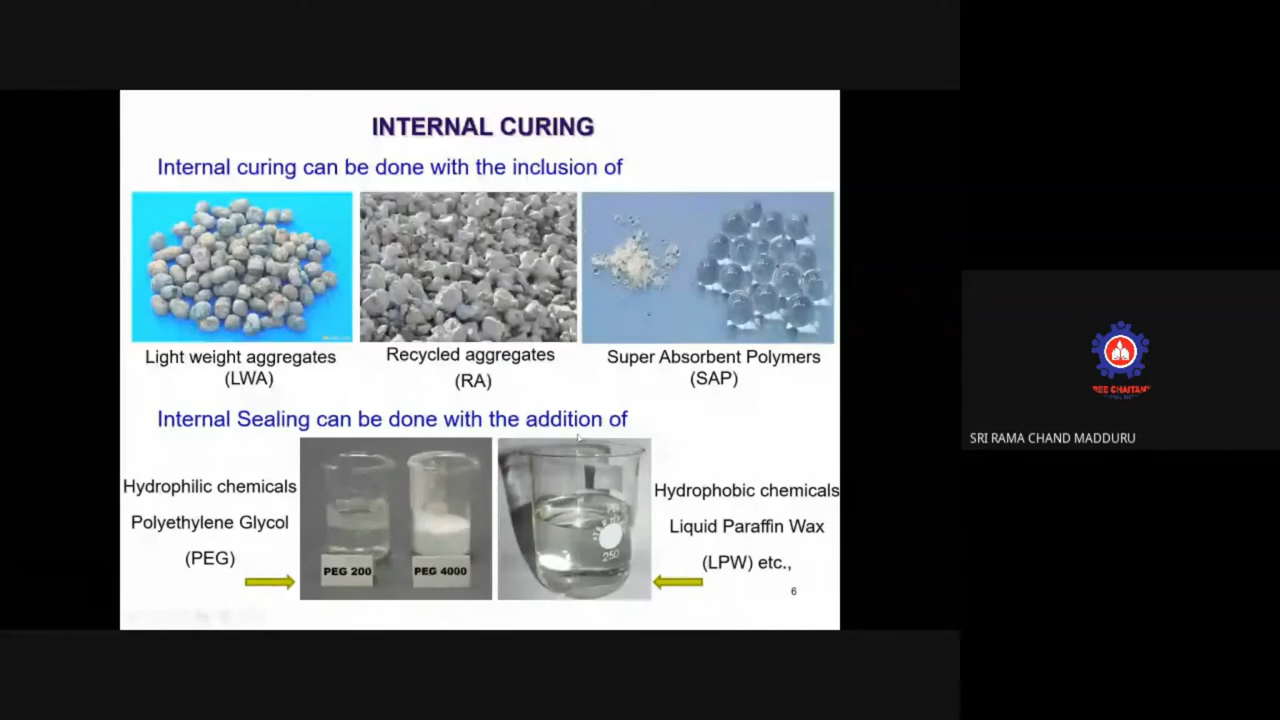 INTERNAL CURING
Internal curing can be done with the inclusion of
Light weight aggregates
(LWA)
Recycled aggregates
(RA)
Super Absorbent Polymers
(SAP)
Internal Sealing can be done with the addition of
Hydrophilic chemicals
Polyethylene Glycol
(PEG)
PEG 200
PEG 4000
250
Hydrophobic chemicals
Liquid Paraffin Wax
(LPW) etc.,
6
SRI RAMA CHAND MADDURU